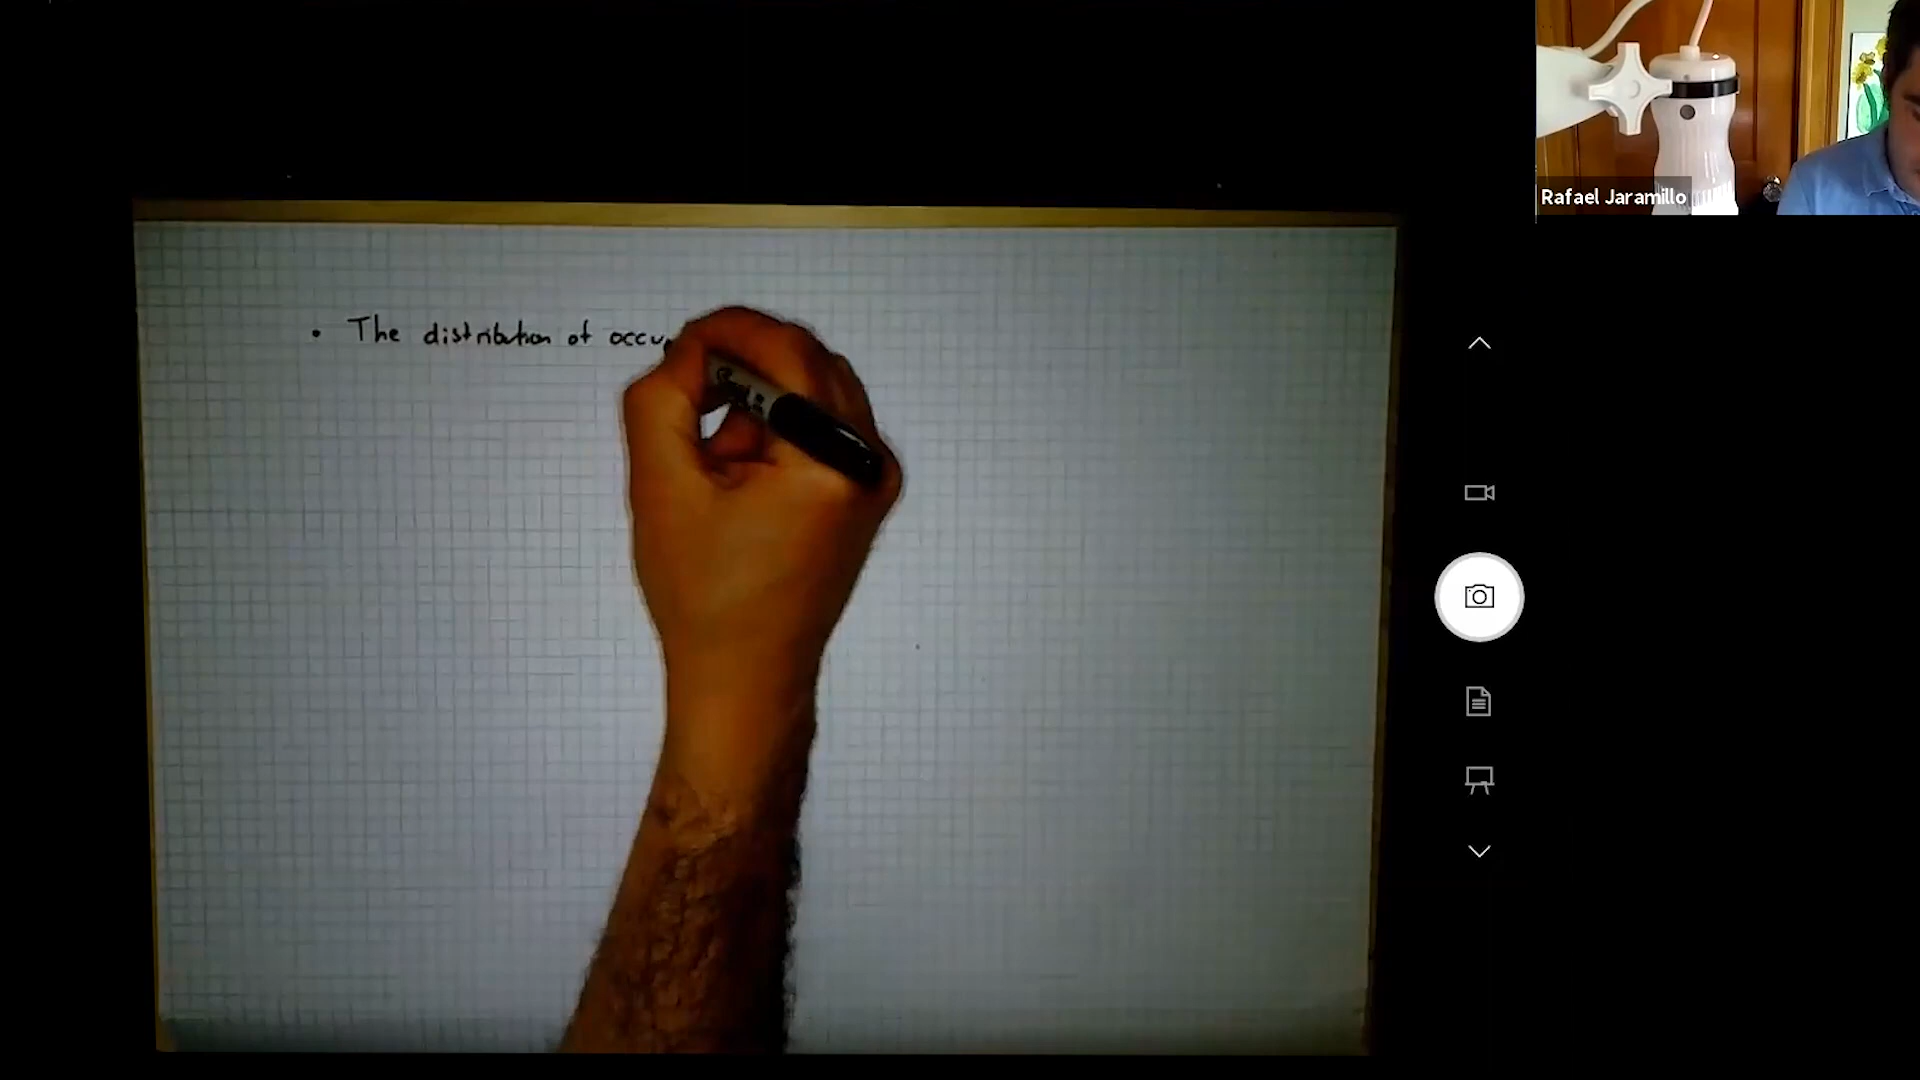 Rafael Jaramillo
• The distribution of occu